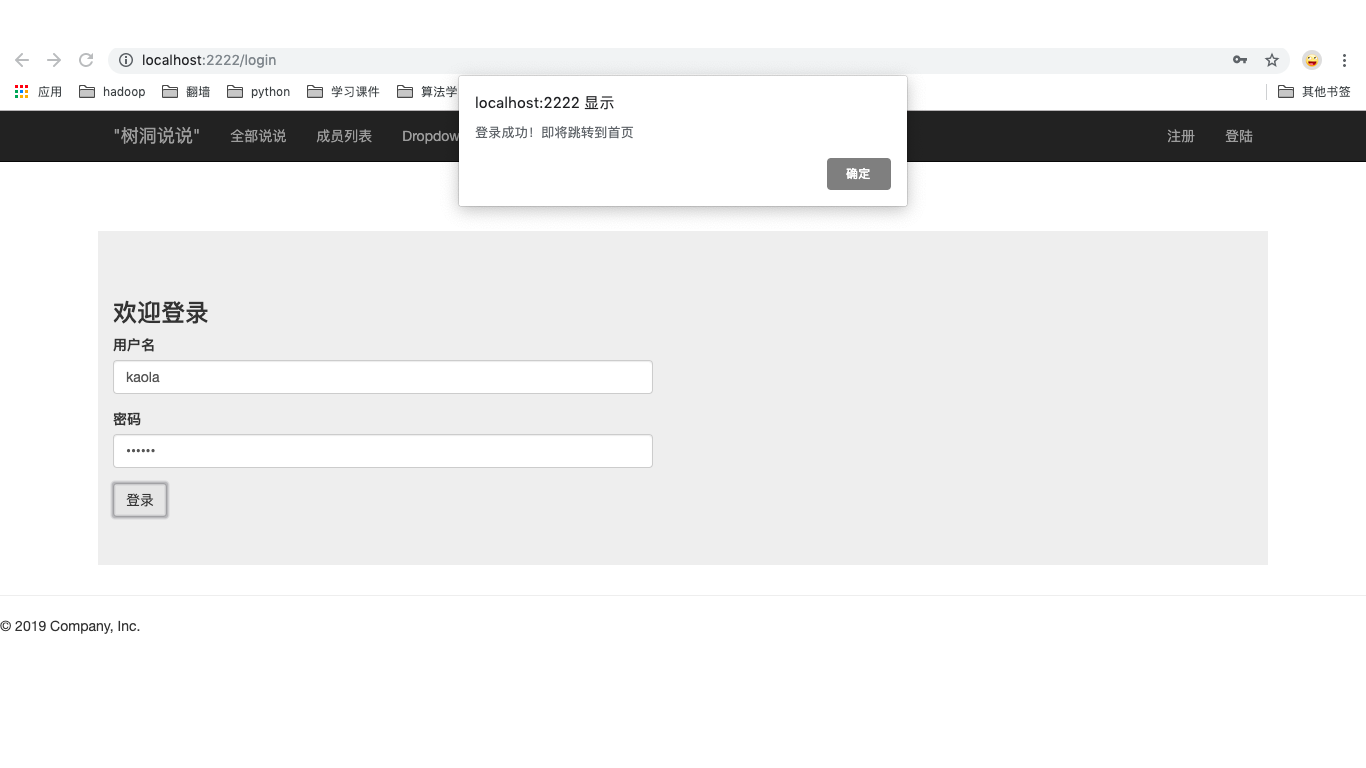 localhost:2222/login
应用 hadoop 翻墙 python 学习课件 算法学 其他书签
localhost:2222 显示
登录成功！即将跳转到首页
确定
"树洞说说" 全部说说 成员列表 Dropdow 注册 登陆
欢迎登录
用户名
kaola
密码
••••••
登录
© 2019 Company, Inc.